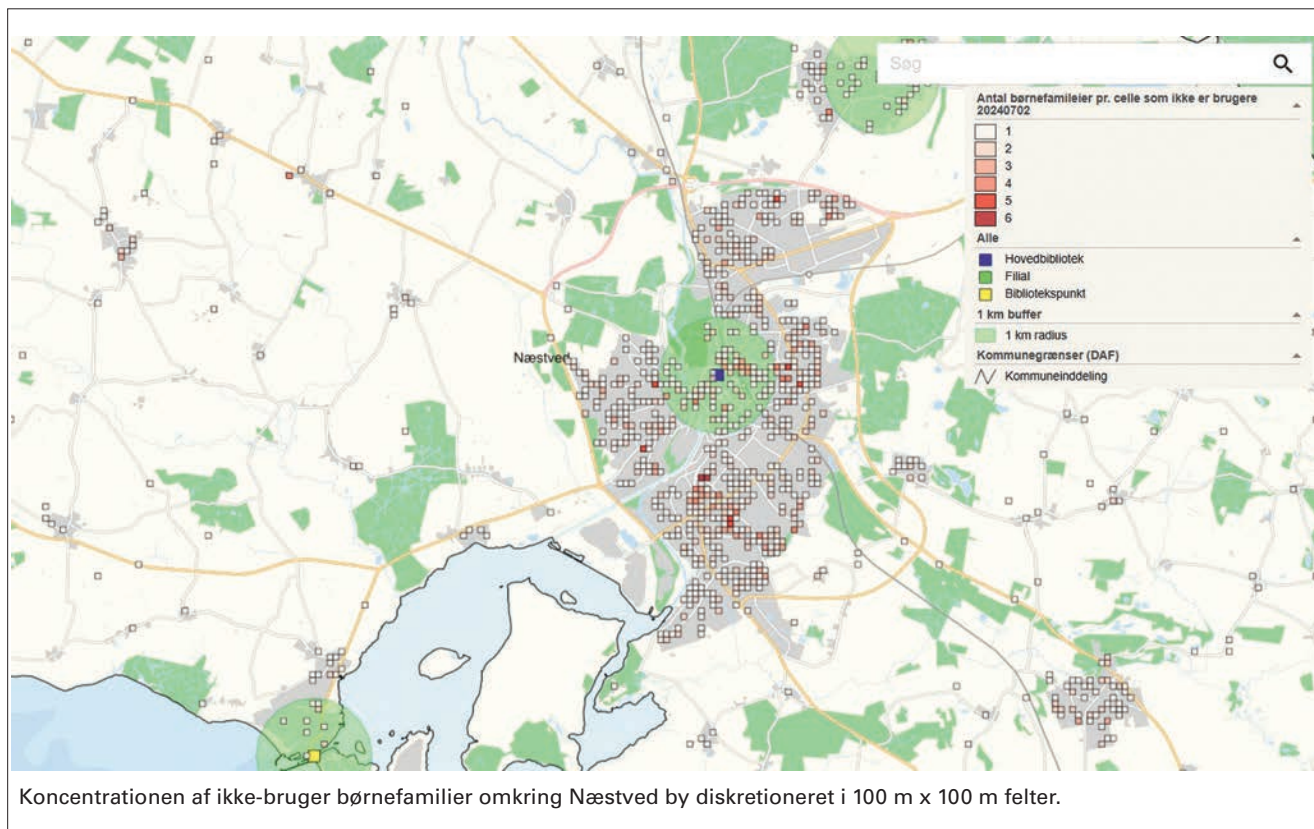 Søg
Antal børnefamileier pr. celle som ikke er brugere
20240702
1
2
3
4
5
6
Alle
Hovedbibliotek
Filial
Bibliotekspunkt
1 km buffer
1 km radius
Kommunegrænser (DAF)
Kommuneinddeling
Næstved
Koncentrationen af ikke-bruger børnefamilier omkring Næstved by diskretioneret i 100 m x 100 m felter.